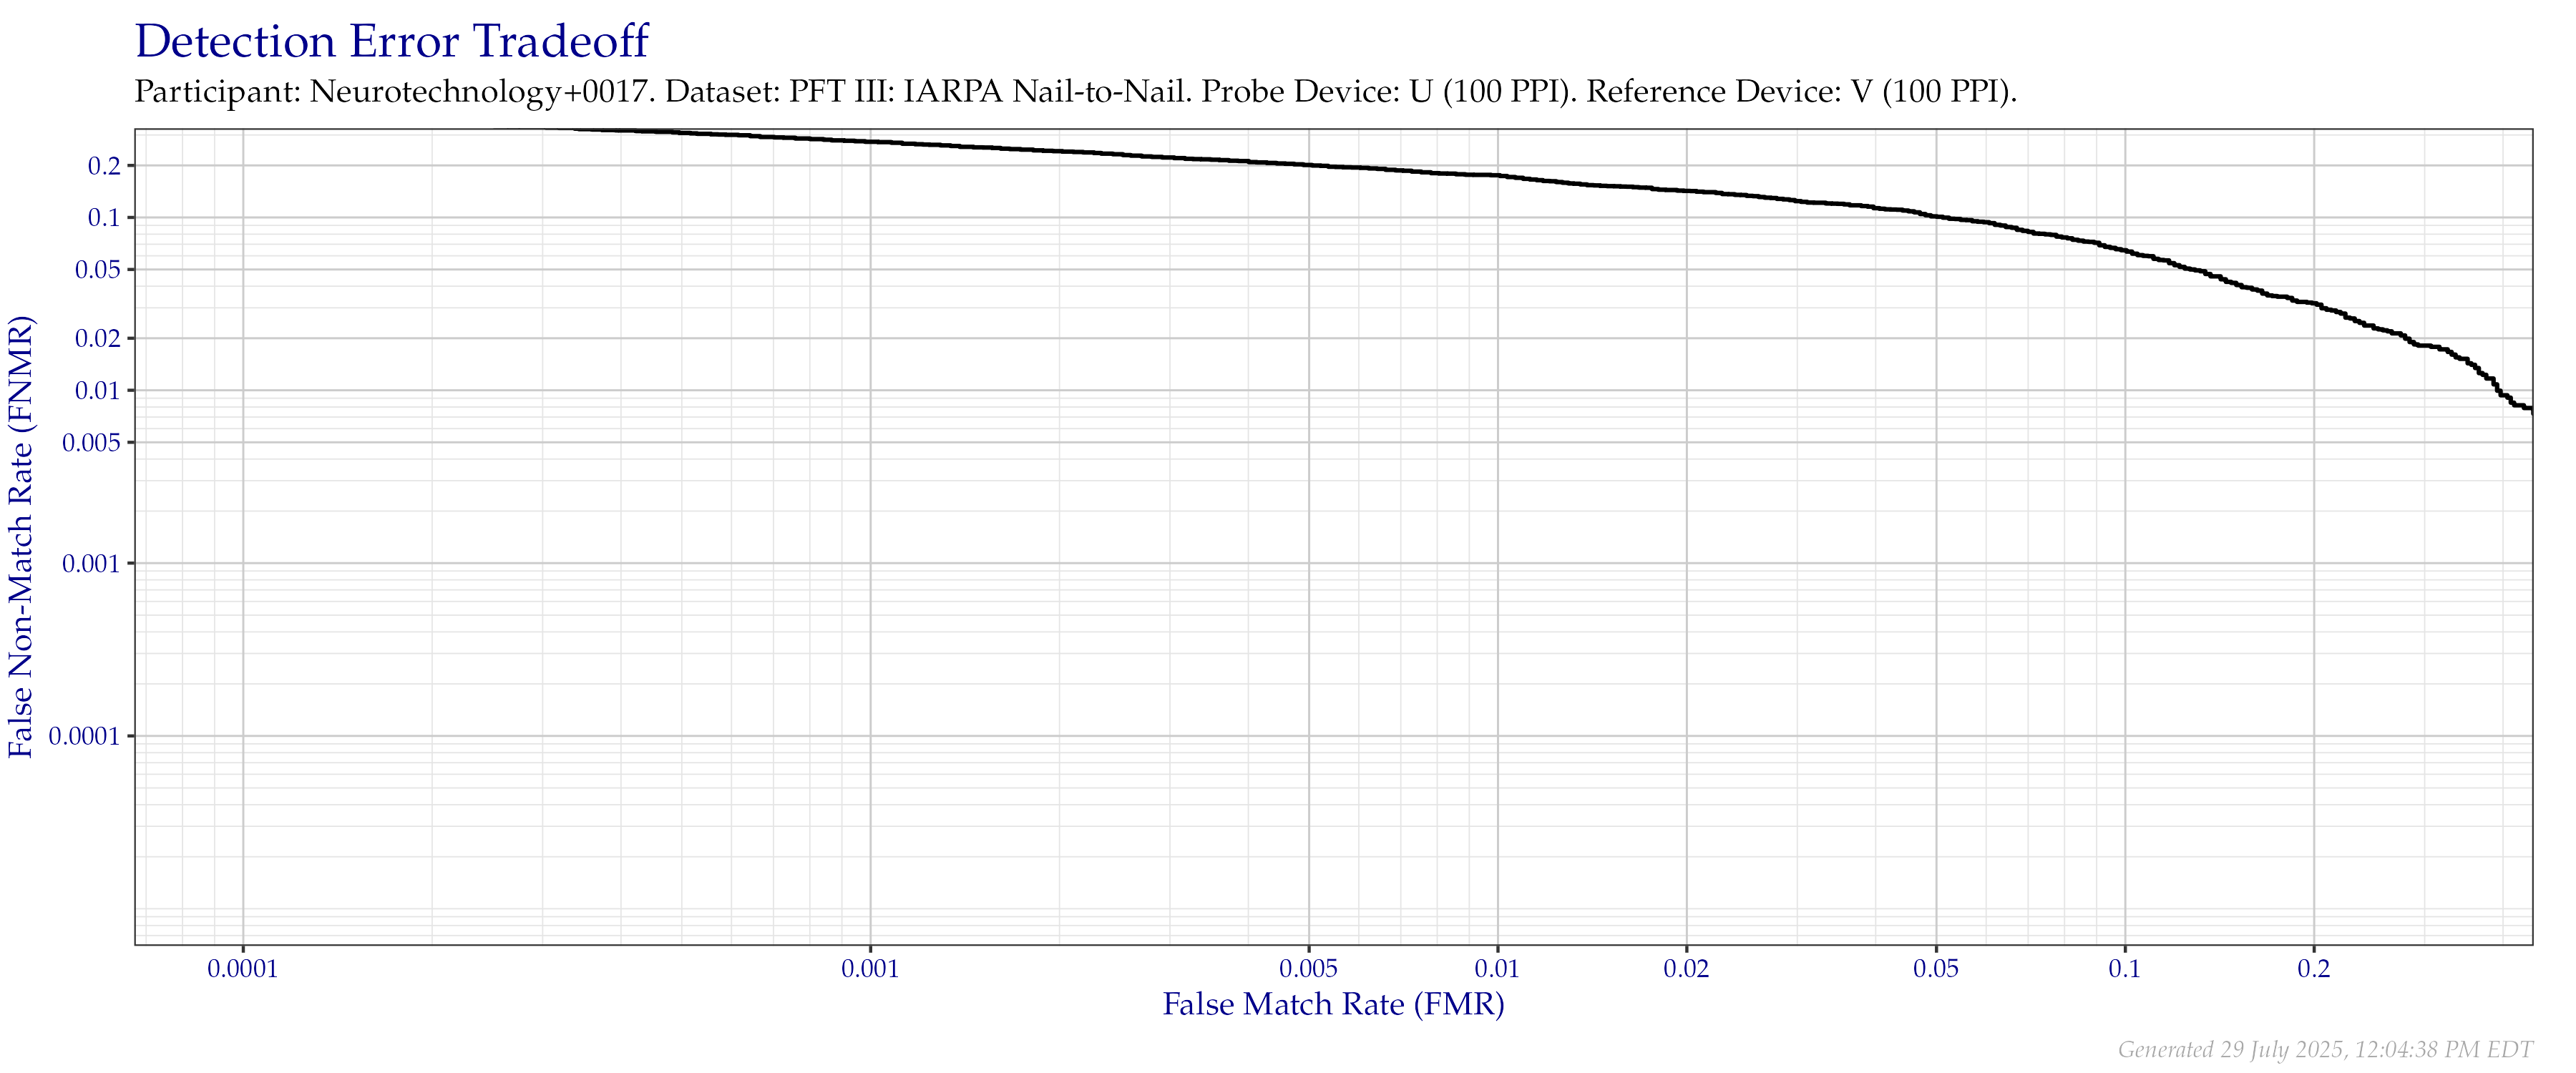 Detection Error Tradeoff
Participant: Neurotechnology+0017. Dataset: PFT III: IARPA Nail-to-Nail. Probe Device: U (100 PPI). Reference Device: V (100 PPI).
False Non-Match Rate (FNMR)
0.2
0.1
0.05
0.02
0.01
0.005
0.001
0.0001
0.0001 0.001 0.005 0.01 0.02 0.05 0.1 0.2
False Match Rate (FMR)
Generated 29 July 2025, 12:04:38 PM EDT